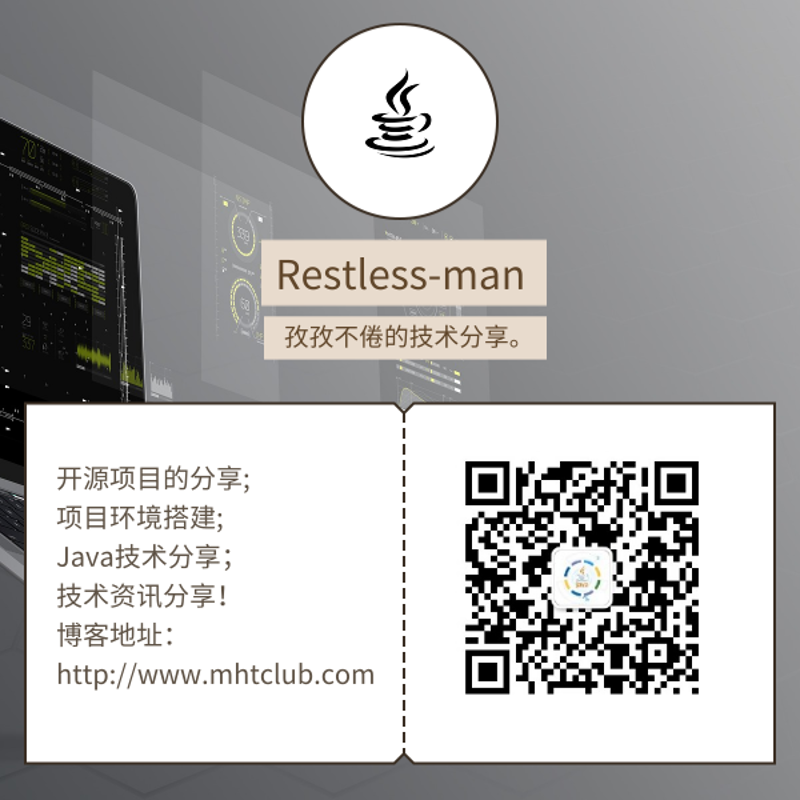 Restless-man
孜孜不倦的技术分享。
开源项目的分享;
项目环境搭建;
Java技术分享；
技术资讯分享！
博客地址：
http://www.mhtclub.com